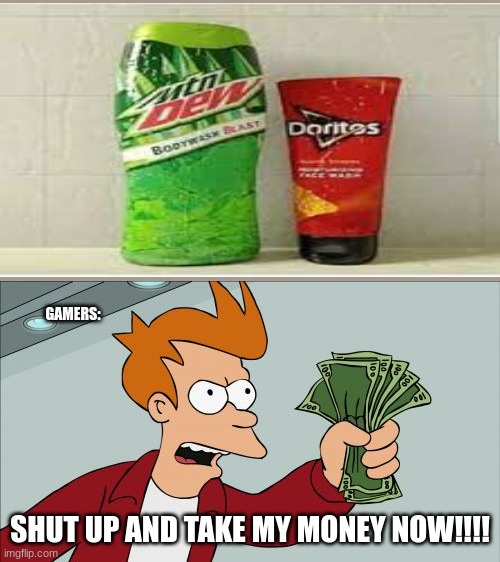 Mtn
DEW
BODYWASH BLAST
Doritos
MOISTURIZING
FACE WASH
GAMERS:
SHUT UP AND TAKE MY MONEY NOW!!!!
imgflip.com